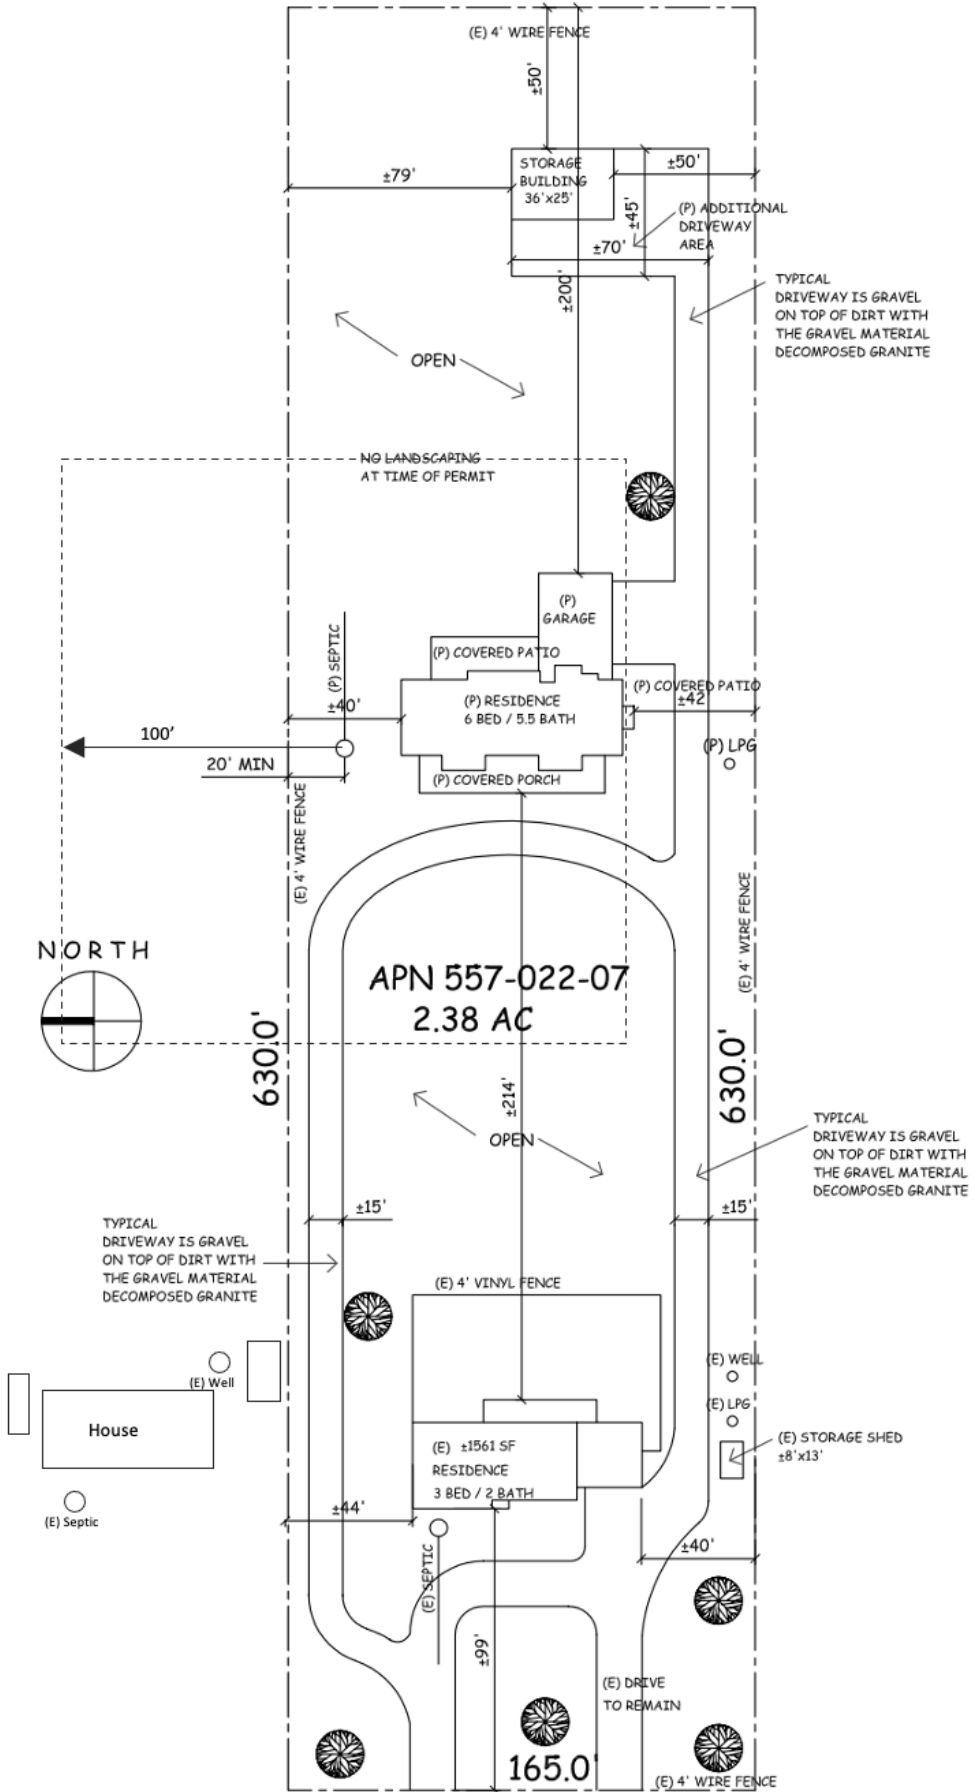 (E) 4' WIRE FENCE
±50'
STORAGE
BUILDING
36'x25'
±50'
±79'
±45'
(P) ADDITIONAL
DRIVEWAY
AREA
±70'
±200'
TYPICAL
DRIVEWAY IS GRAVEL
ON TOP OF DIRT WITH
THE GRAVEL MATERIAL
DECOMPOSED GRANITE
OPEN
NO LANDSCAPING
AT TIME OF PERMIT
(P)
GARAGE
(P) SEPTIC
(P) COVERED PATIO
(P) COVERED PATIO
(P) RESIDENCE
6 BED / 5.5 BATH
±40'
±42
100'
(P) LPG
20' MIN
(P) COVERED PORCH
(E) 4' WIRE FENCE
(E) 4' WIRE FENCE
NORTH
APN 557-022-07
2.38 AC
630.0'
630.0'
±214'
OPEN
TYPICAL
DRIVEWAY IS GRAVEL
ON TOP OF DIRT WITH
THE GRAVEL MATERIAL
DECOMPOSED GRANITE
±15'
±15'
TYPICAL
DRIVEWAY IS GRAVEL
ON TOP OF DIRT WITH
THE GRAVEL MATERIAL
DECOMPOSED GRANITE
(E) 4' VINYL FENCE
(E) WELL
(E) Well
(E) LPG
House
(E) STORAGE SHED
±8'x13'
(E) ±1561 SF
RESIDENCE
3 BED / 2 BATH
±44'
(E) Septic
±40'
(E) SEPTIC
±99'
(E) DRIVE
TO REMAIN
165.0'
(E) 4' WIRE FENCE